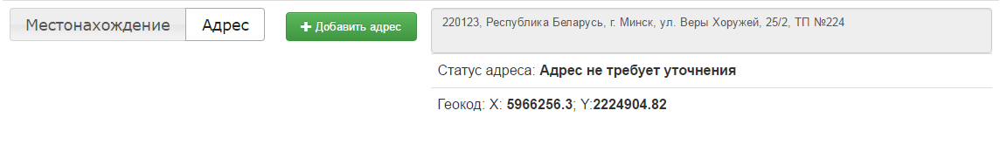 Местонахождение Адрес Добавить адрес 220123, Республика Беларусь, г. Минск, ул. Веры Хоружей, 25/2, ТП №224
Статус адреса: Адрес не требует уточнения
Геокод: X: 5966256.3; Y:2224904.82